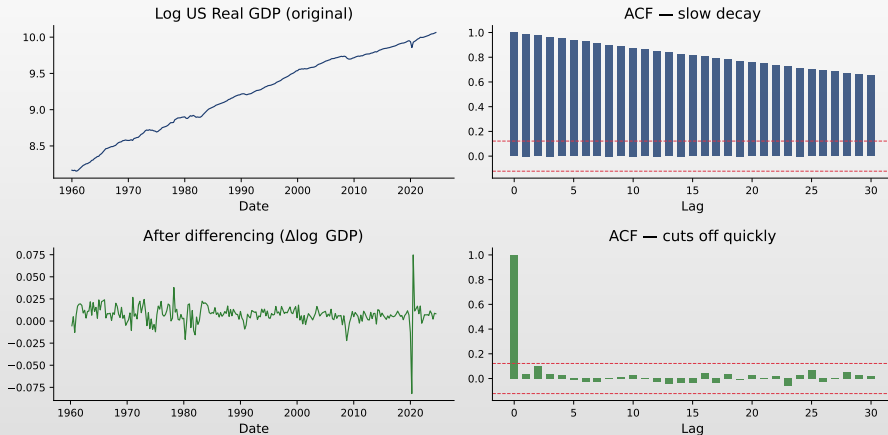 Log US Real GDP (original)
10.0
9.5
9.0
8.5
1960 1970 1980 1990 2000 2010 2020
Date
ACF — slow decay
1.0
0.8
0.6
0.4
0.2
0.0
0 5 10 15 20 25 30
Lag
After differencing (Δlog GDP)
0.075
0.050
0.025
0.000
−0.025
−0.050
−0.075
1960 1970 1980 1990 2000 2010 2020
Date
ACF — cuts off quickly
1.0
0.8
0.6
0.4
0.2
0.0
0 5 10 15 20 25 30
Lag